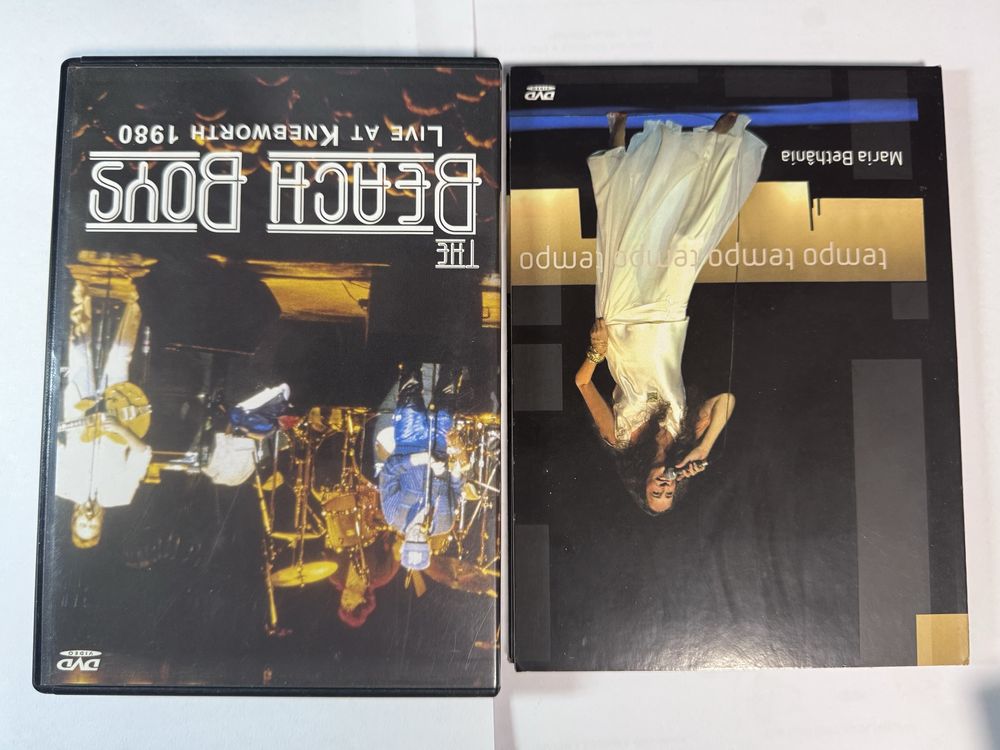 THE
BEACH BOYS
LIVE AT KNEBWORTH 1980
DVD
VIDEO
tempo tempo tempo tempo
Maria Bethânia
DVD
VIDEO